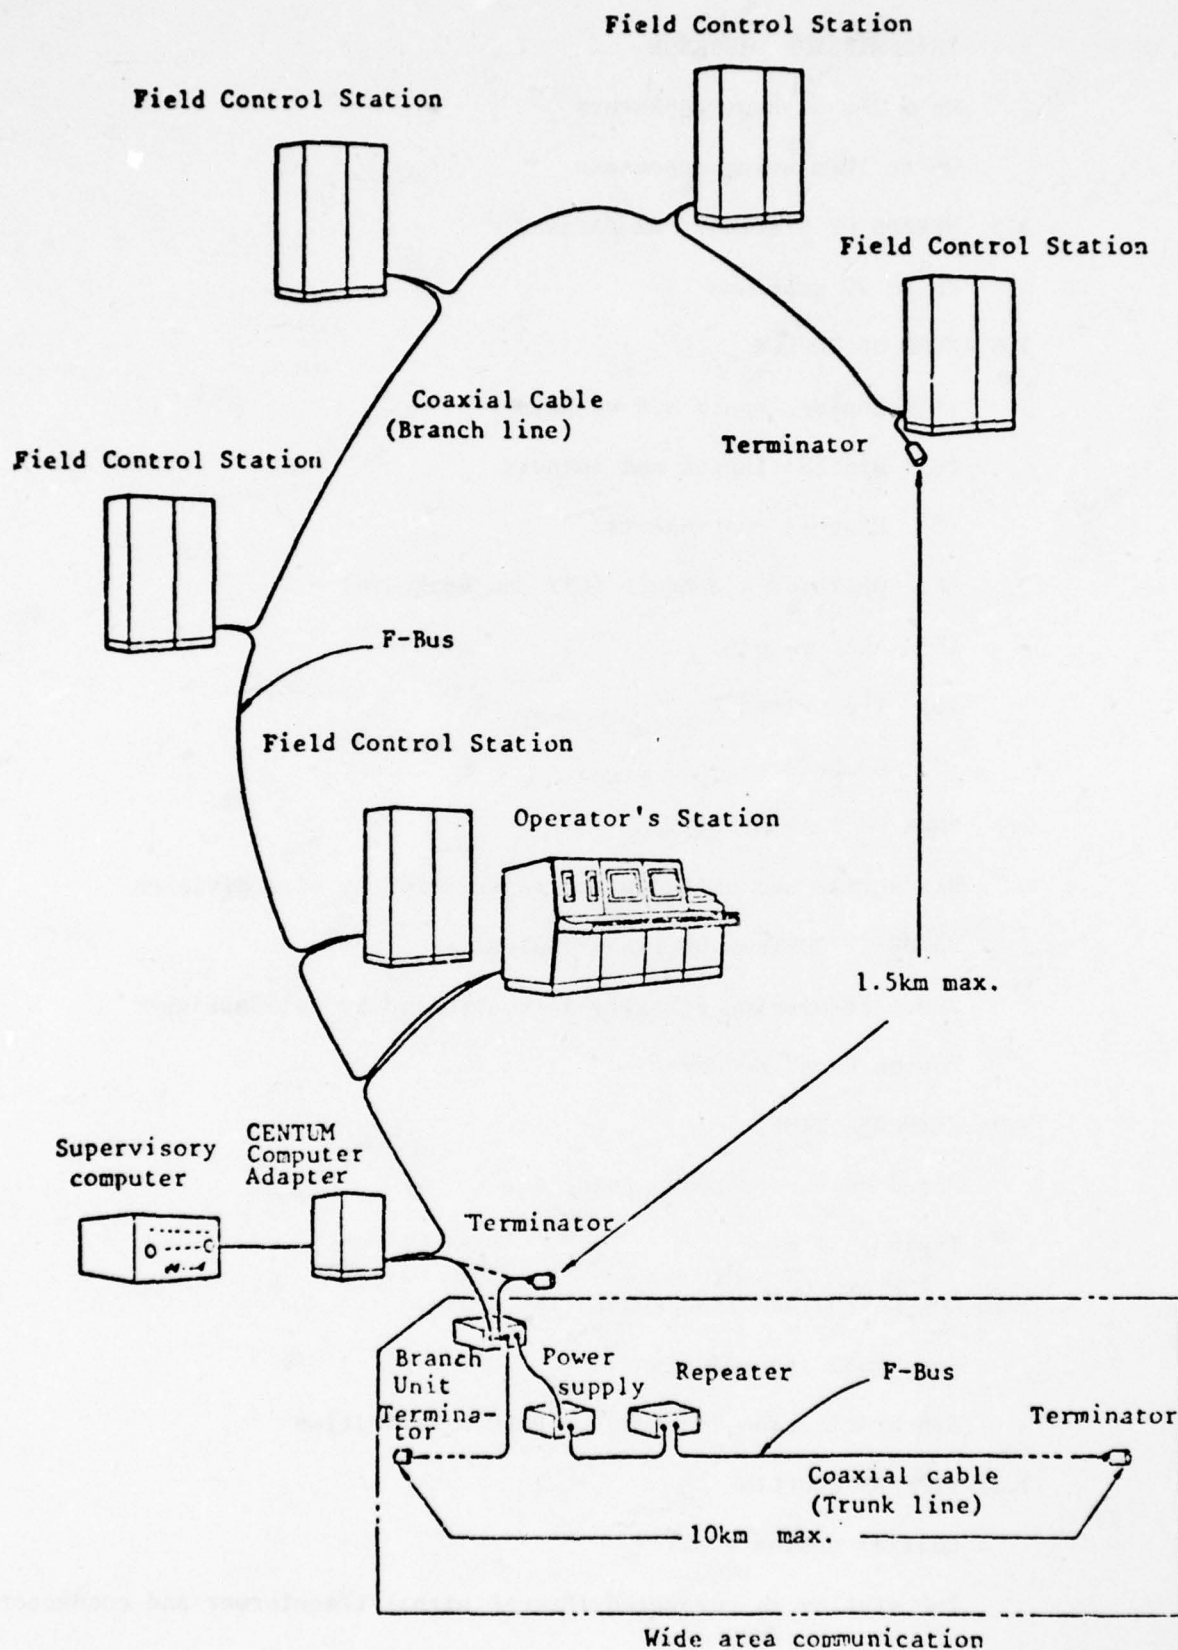 Field Control Station
Field Control Station
Field Control Station
Coaxial Cable
(Branch line)
Terminator
Field Control Station
F-Bus
Field Control Station
Operator's Station
1.5km max.
Supervisory
computer
CENTUM
Computer
Adapter
Terminator
Branch
Unit
Power
supply
Repeater
F-Bus
Termina-
tor
Terminator
Coaxial cable
(Trunk line)
10km max.
Wide area communication